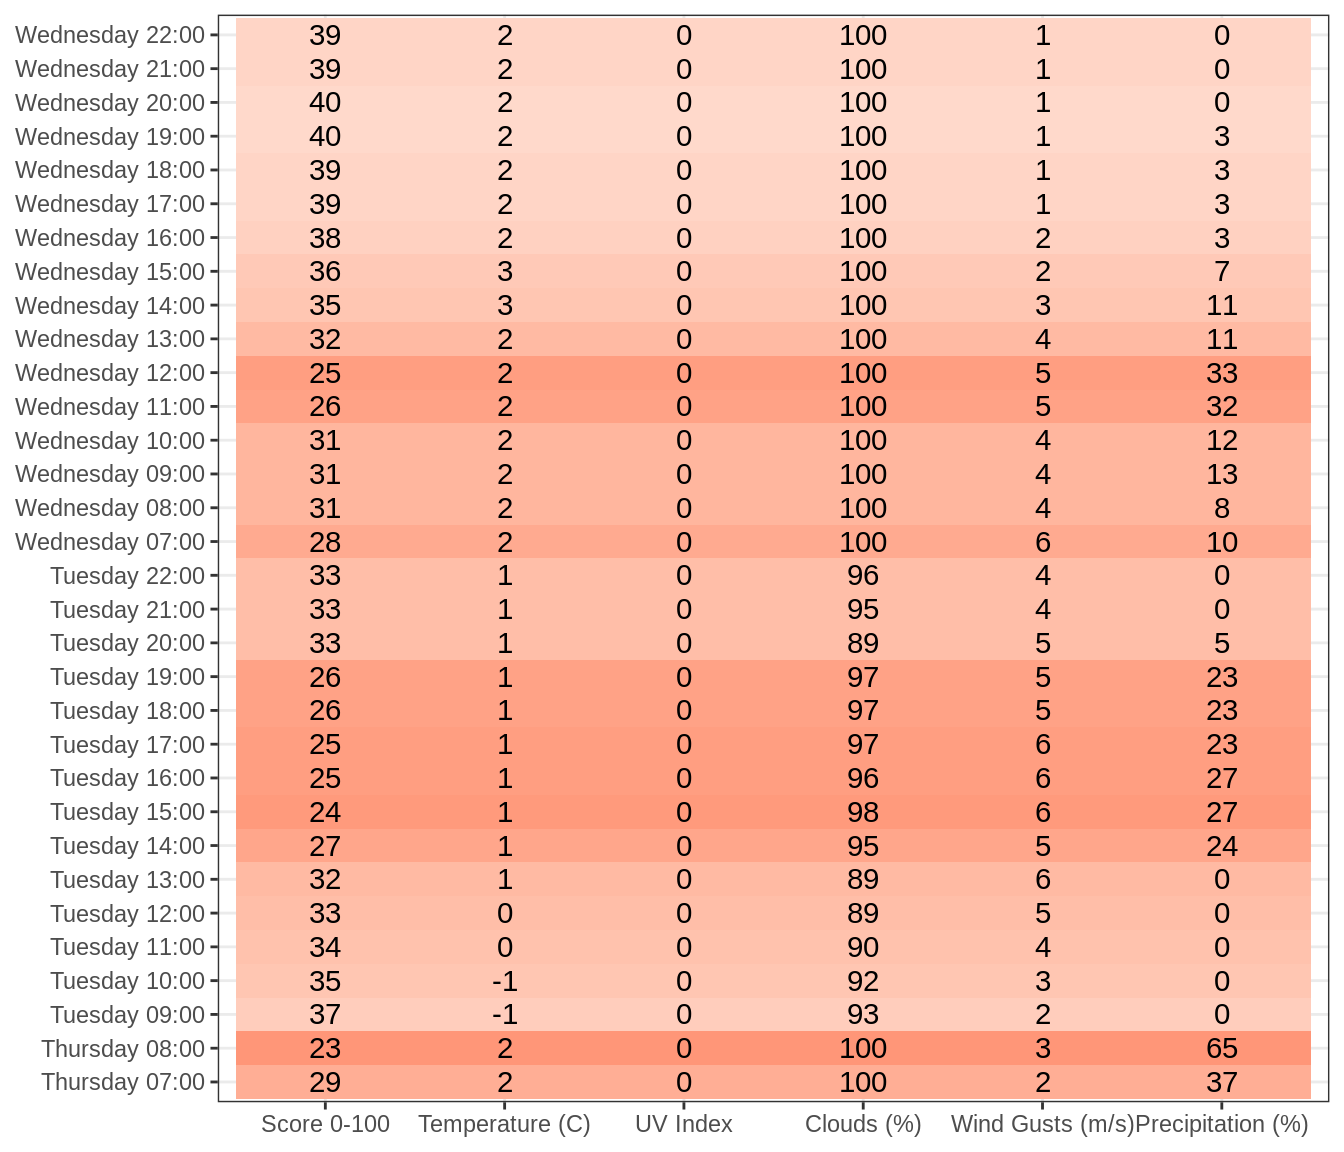 Wednesday 22:00 39 2 0 100 1 0
Wednesday 21:00 39 2 0 100 1 0
Wednesday 20:00 40 2 0 100 1 0
Wednesday 19:00 40 2 0 100 1 3
Wednesday 18:00 39 2 0 100 1 3
Wednesday 17:00 39 2 0 100 1 3
Wednesday 16:00 38 2 0 100 2 3
Wednesday 15:00 36 3 0 100 2 7
Wednesday 14:00 35 3 0 100 3 11
Wednesday 13:00 32 2 0 100 4 11
Wednesday 12:00 25 2 0 100 5 33
Wednesday 11:00 26 2 0 100 5 32
Wednesday 10:00 31 2 0 100 4 12
Wednesday 09:00 31 2 0 100 4 13
Wednesday 08:00 31 2 0 100 4 8
Wednesday 07:00 28 2 0 100 6 10
Tuesday 22:00 33 1 0 96 4 0
Tuesday 21:00 33 1 0 95 4 0
Tuesday 20:00 33 1 0 89 5 5
Tuesday 19:00 26 1 0 97 5 23
Tuesday 18:00 26 1 0 97 5 23
Tuesday 17:00 25 1 0 97 6 23
Tuesday 16:00 25 1 0 96 6 27
Tuesday 15:00 24 1 0 98 6 27
Tuesday 14:00 27 1 0 95 5 24
Tuesday 13:00 32 1 0 89 6 0
Tuesday 12:00 33 0 0 89 5 0
Tuesday 11:00 34 0 0 90 4 0
Tuesday 10:00 35 -1 0 92 3 0
Tuesday 09:00 37 -1 0 93 2 0
Thursday 08:00 23 2 0 100 3 65
Thursday 07:00 29 2 0 100 2 37
Score 0-100 Temperature (C) UV Index Clouds (%) Wind Gusts (m/s) Precipitation (%)